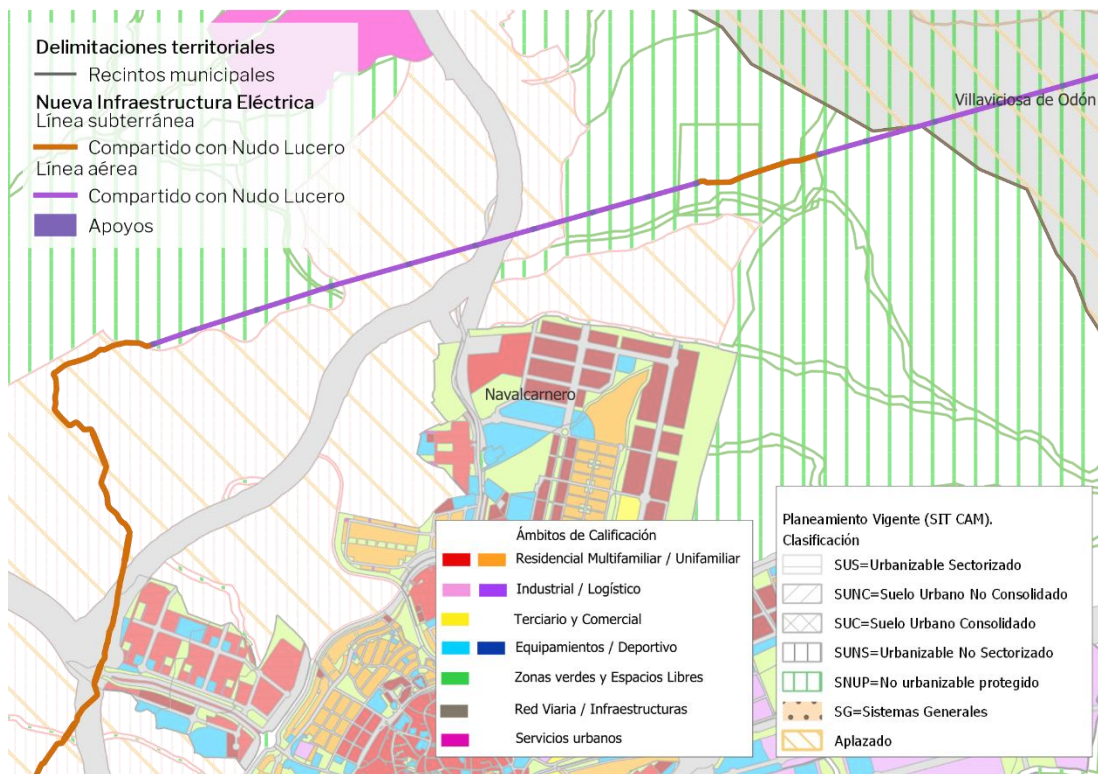 Delimitaciones territoriales
Recintos municipales
Nueva Infraestructura Eléctrica
Línea subterránea
Compartido con Nudo Lucero
Línea aérea
Compartido con Nudo Lucero
Apoyos
Villaviciosa de Odón
Navalcarnero
Ámbitos de Calificación
Residencial Multifamiliar / Unifamiliar
Industrial / Logístico
Terciario y Comercial
Equipamientos / Deportivo
Zonas verdes y Espacios Libres
Red Viaria / Infraestructuras
Servicios urbanos
Planeamiento Vigente (SIT CAM).
Clasificación
SUS=Urbanizable Sectorizado
SUNC=Suelo Urbano No Consolidado
SUC=Suelo Urbano Consolidado
SUNS=Urbanizable No Sectorizado
SNUP=No urbanizable protegido
SG=Sistemas Generales
Aplazado